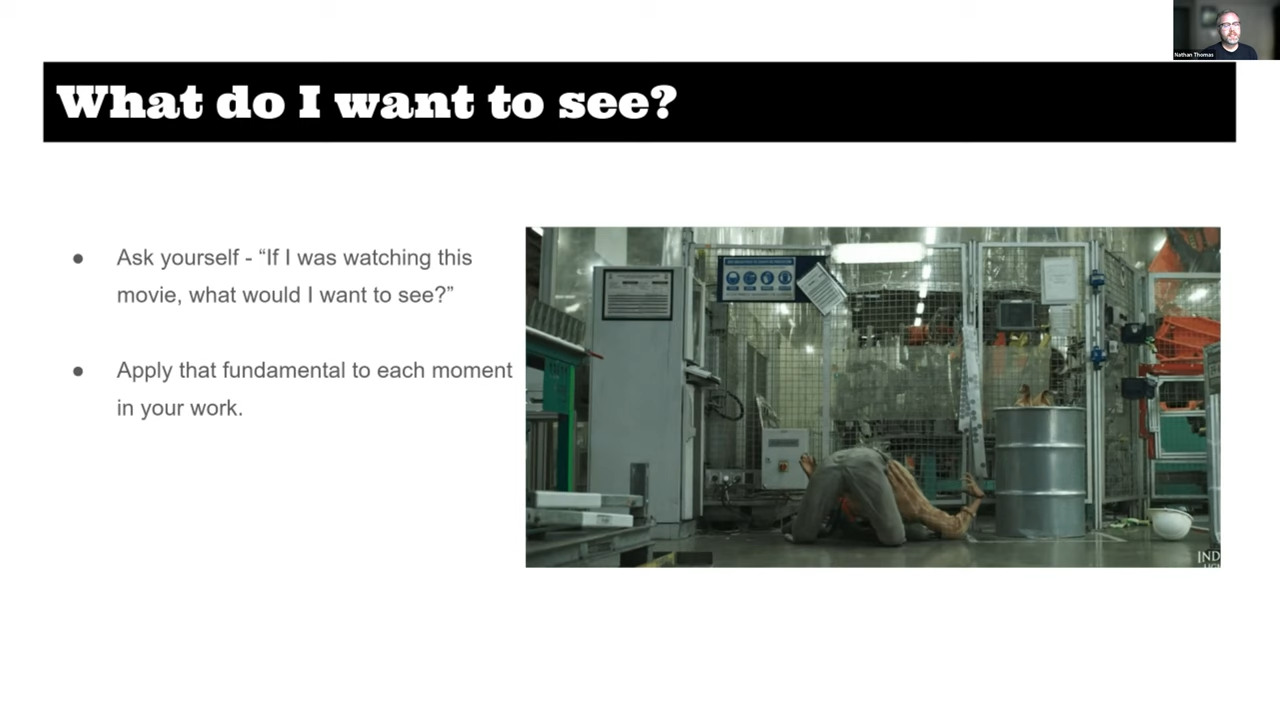 Nathan Thomas
What do I want to see?
● Ask yourself - “If I was watching this
movie, what would I want to see?”
● Apply that fundamental to each moment
in your work.
IND